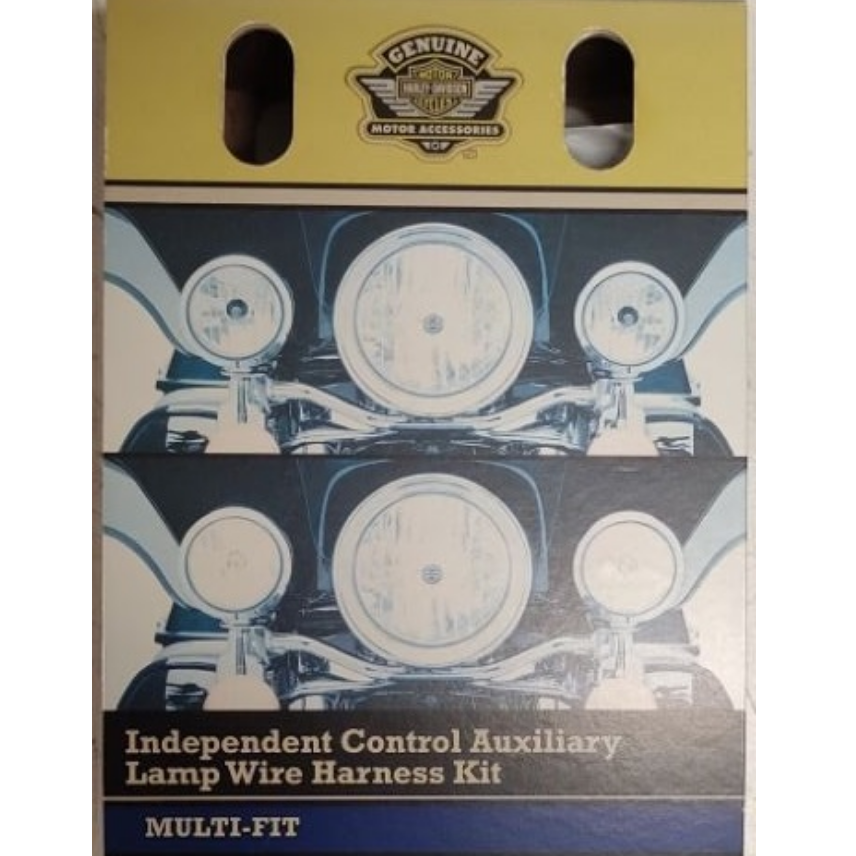 GENUINE
MOTOR
HARLEY-DAVIDSON
CYCLES
MOTOR ACCESSORIES
Independent Control Auxiliary
Lamp Wire Harness Kit
MULTI-FIT